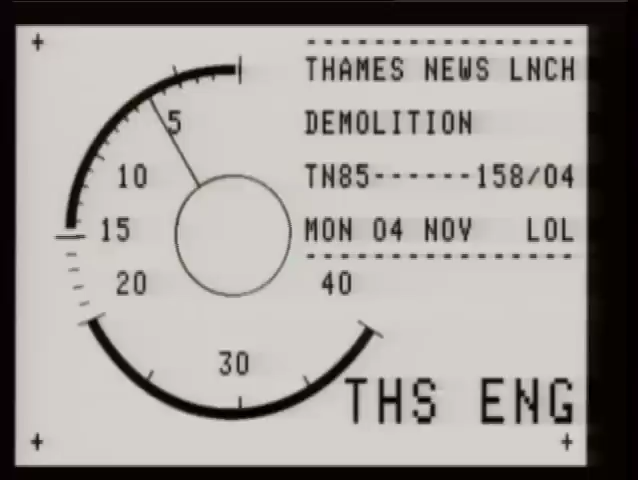 THAMES NEWS LNCH
DEMOLITION
TN85------158/04
MON 04 NOV LOL
5
10
15
20
30
40
THS ENG